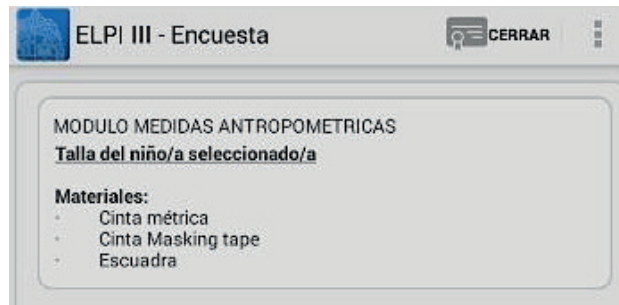 ELPI III - Encuesta
CERRAR
MODULO MEDIDAS ANTROPOMETRICAS
Talla del niño/a seleccionado/a
Materiales:
· Cinta métrica
· Cinta Masking tape
· Escuadra